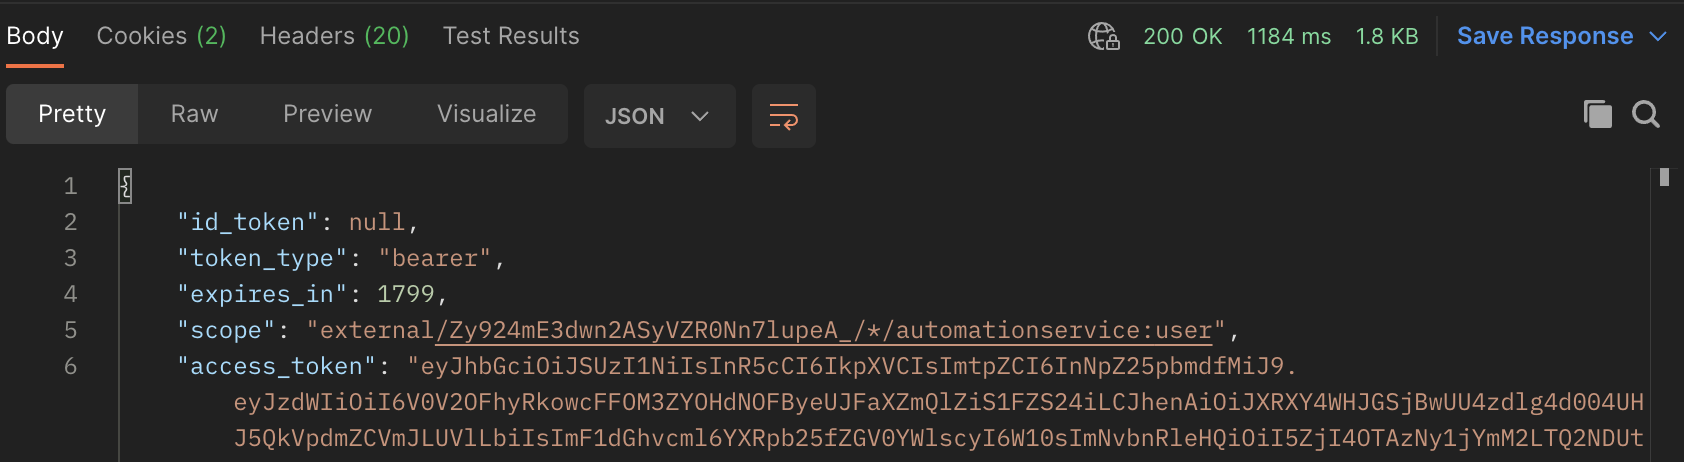 Body Cookies (2) Headers (20) Test Results 200 OK 1184 ms 1.8 KB Save Response
Pretty Raw Preview Visualize JSON
1 {
2 "id_token": null,
3 "token_type": "bearer",
4 "expires_in": 1799,
5 "scope": "external/Zy924mE3dwn2ASyVZR0Nn7lupeA_/*/automationservice:user",
6 "access_token": "eyJhbGciOiJSUzI1NiIsInR5cCI6IkpXVCIsImtpZCI6InNpZ25pbmdfMiJ9.
eyJzdWIiOiI6V0V2OFhyRkowcFFOM3ZYOHdNOFByeUJFaXZmQlZiS1FZS24iLCJhenAiOiJXRXY4WHJGSjBwUU4zdlg4d004UH
J5QkVpdmZCVmJLUVlLbiIsImF1dGhvcml6YXRpb25fZGV0YWlscyI6W10sImNvbnRleHQiOiI5ZjI4OTAzNy1jYmM2LTQ2NDUt